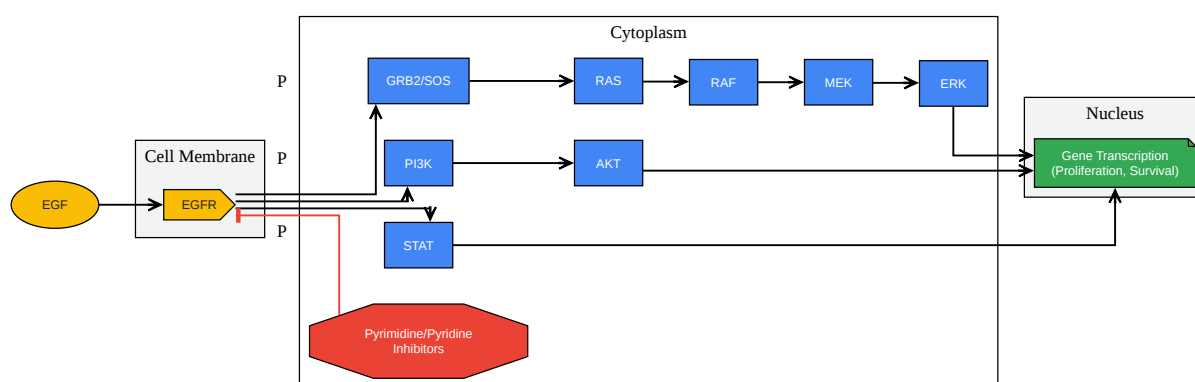 Cytoplasm
P
GRB2/SOS
RAS
RAF
MEK
ERK
Nucleus
Cell Membrane
P
PI3K
AKT
Gene Transcription
(Proliferation, Survival)
EGF
EGFR
P
STAT
Pyrimidine/Pyridine
Inhibitors